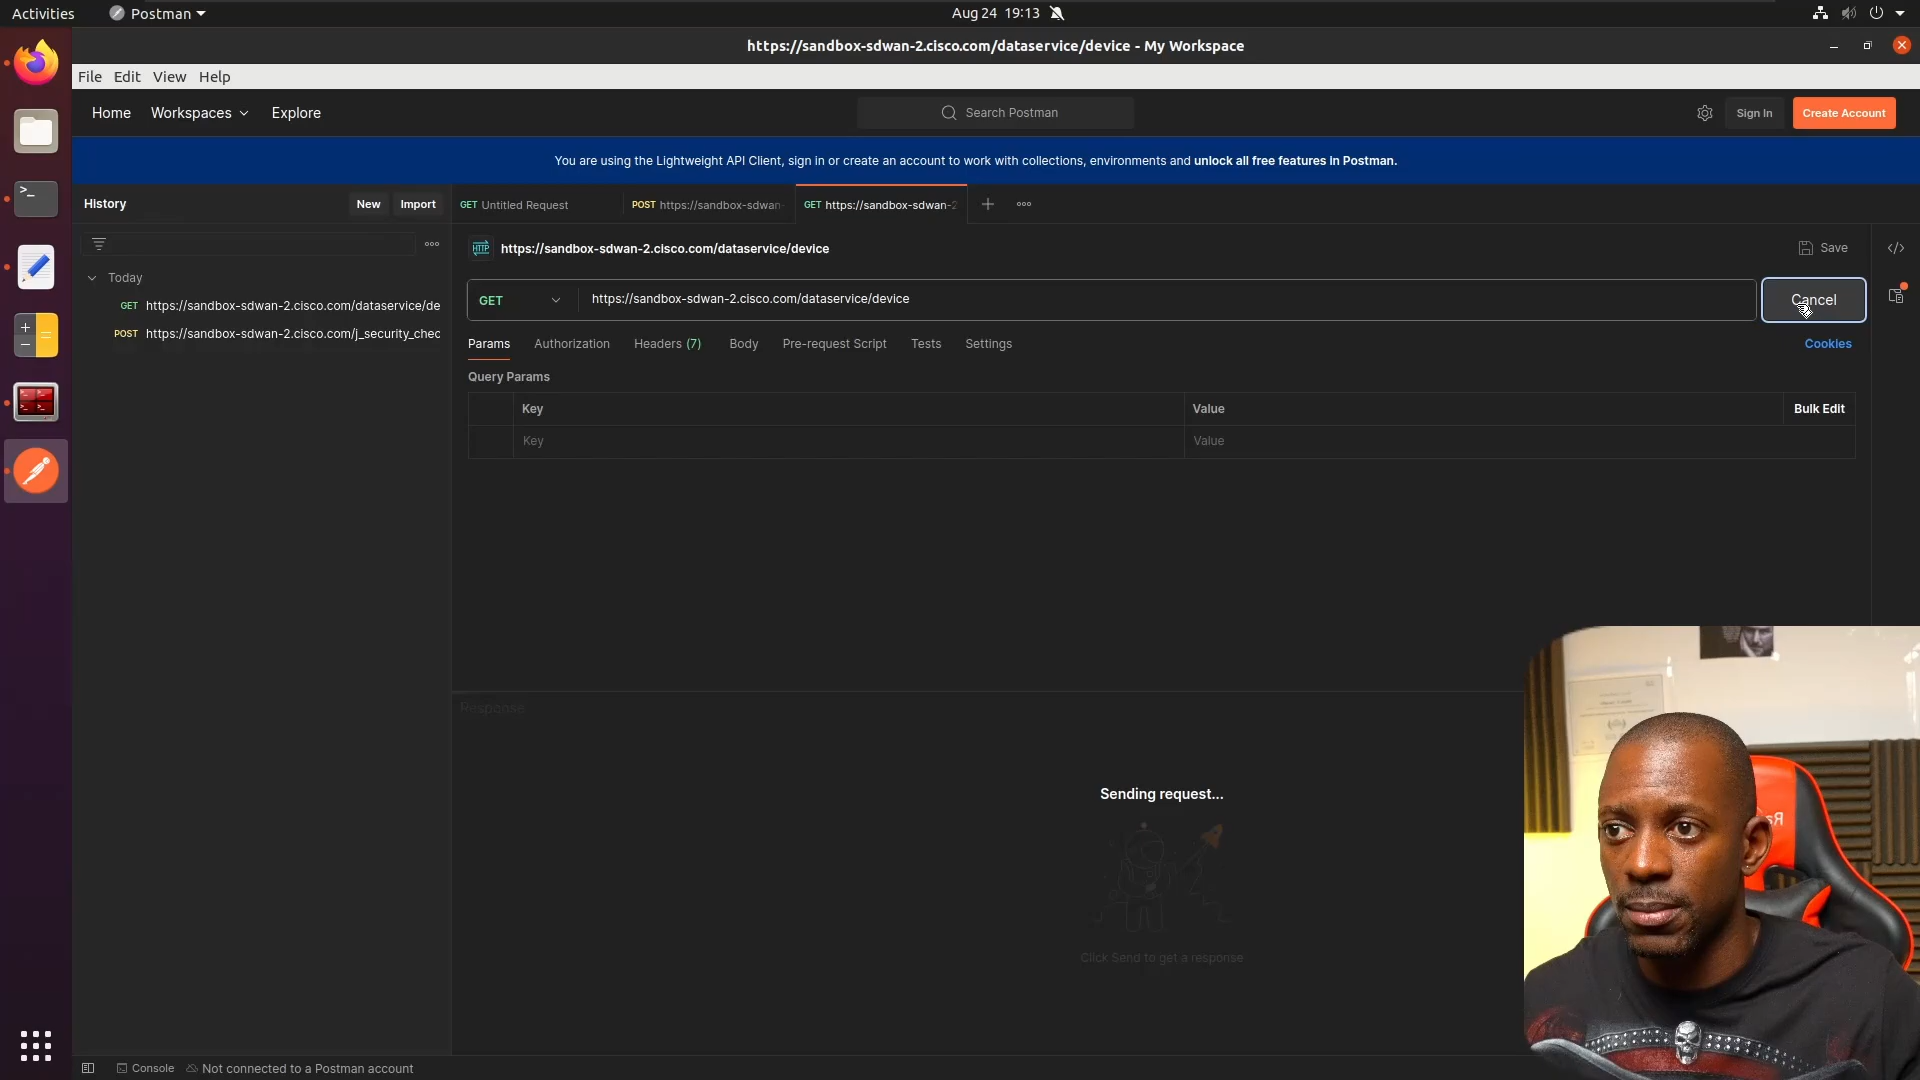 Activities
Postman
Aug 24 19:13
https://sandbox-sdwan-2.cisco.com/dataservice/device - My Workspace
File Edit View Help
Home Workspaces Explore
Search Postman
Sign In
Create Account
You are using the Lightweight API Client, sign in or create an account to work with collections, environments and unlock all free features in Postman.
History
New
Import
GET Untitled Request
POST https://sandbox-sdwan-
GET https://sandbox-sdwan-2
https://sandbox-sdwan-2.cisco.com/dataservice/device
Save
Today
GET https://sandbox-sdwan-2.cisco.com/dataservice/de
POST https://sandbox-sdwan-2.cisco.com/j_security_chec
GET https://sandbox-sdwan-2.cisco.com/dataservice/device
Cancel
Params Authorization Headers (7) Body Pre-request Script Tests Settings
Cookies
Query Params
Key Value Bulk Edit
Key Value
Response
Sending request...
Click Send to get a response
Console Not connected to a Postman account